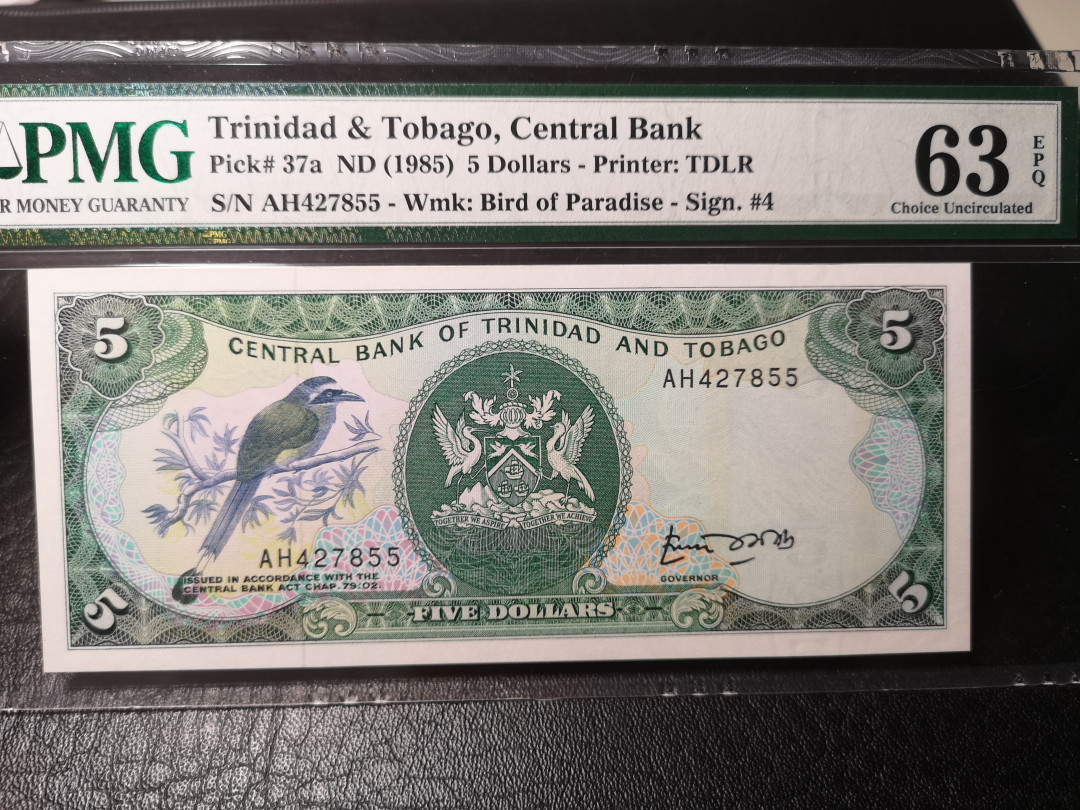 PMG
R MONEY GUARANTY
Trinidad & Tobago, Central Bank
Pick# 37a ND (1985) 5 Dollars - Printer: TDLR
S/N AH427855 - Wmk: Bird of Paradise - Sign. #4
63
EPQ
Choice Uncirculated
5
5
CENTRAL BANK OF TRINIDAD AND TOBAGO
AH427855
TOGETHER WE ASPIRE TOGETHER WE ACHIEVE
AH427855
ISSUED IN ACCORDANCE WITH THE
CENTRAL BANK ACT CHAP. 79:02.
GOVERNOR
5
FIVE DOLLARS
5